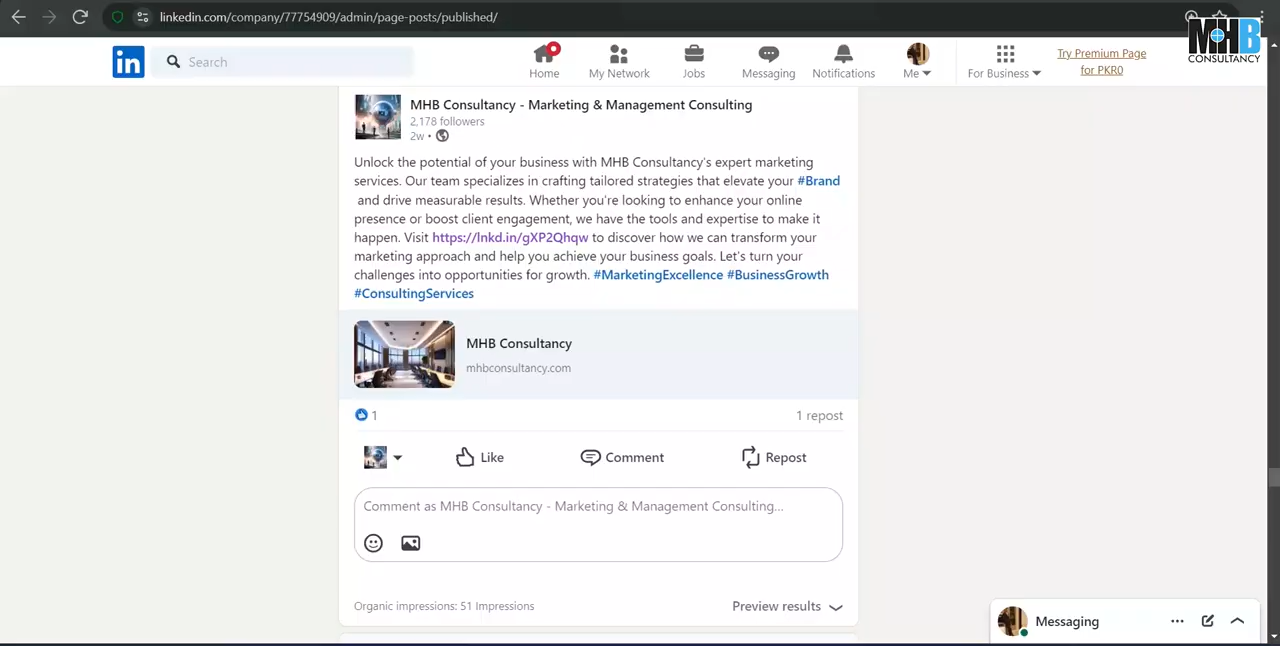 linkedin.com/company/77754909/admin/page-posts/published/
MHB
CONSULTANCY
in
Search
Home
My Network
Jobs
Messaging
Notifications
Me
For Business
Try Premium Page
for PKR0
MHB Consultancy - Marketing & Management Consulting
2,178 followers
2w •
Unlock the potential of your business with MHB Consultancy's expert marketing
services. Our team specializes in crafting tailored strategies that elevate your #Brand
and drive measurable results. Whether you're looking to enhance your online
presence or boost client engagement, we have the tools and expertise to make it
happen. Visit https://lnkd.in/gXP2Qhqw to discover how we can transform your
marketing approach and help you achieve your business goals. Let's turn your
challenges into opportunities for growth. #MarketingExcellence #BusinessGrowth
#ConsultingServices
MHB Consultancy
mhbconsultancy.com
1
1 repost
Like
Comment
Repost
Comment as MHB Consultancy - Marketing & Management Consulting...
Organic impressions: 51 Impressions
Preview results
Messaging